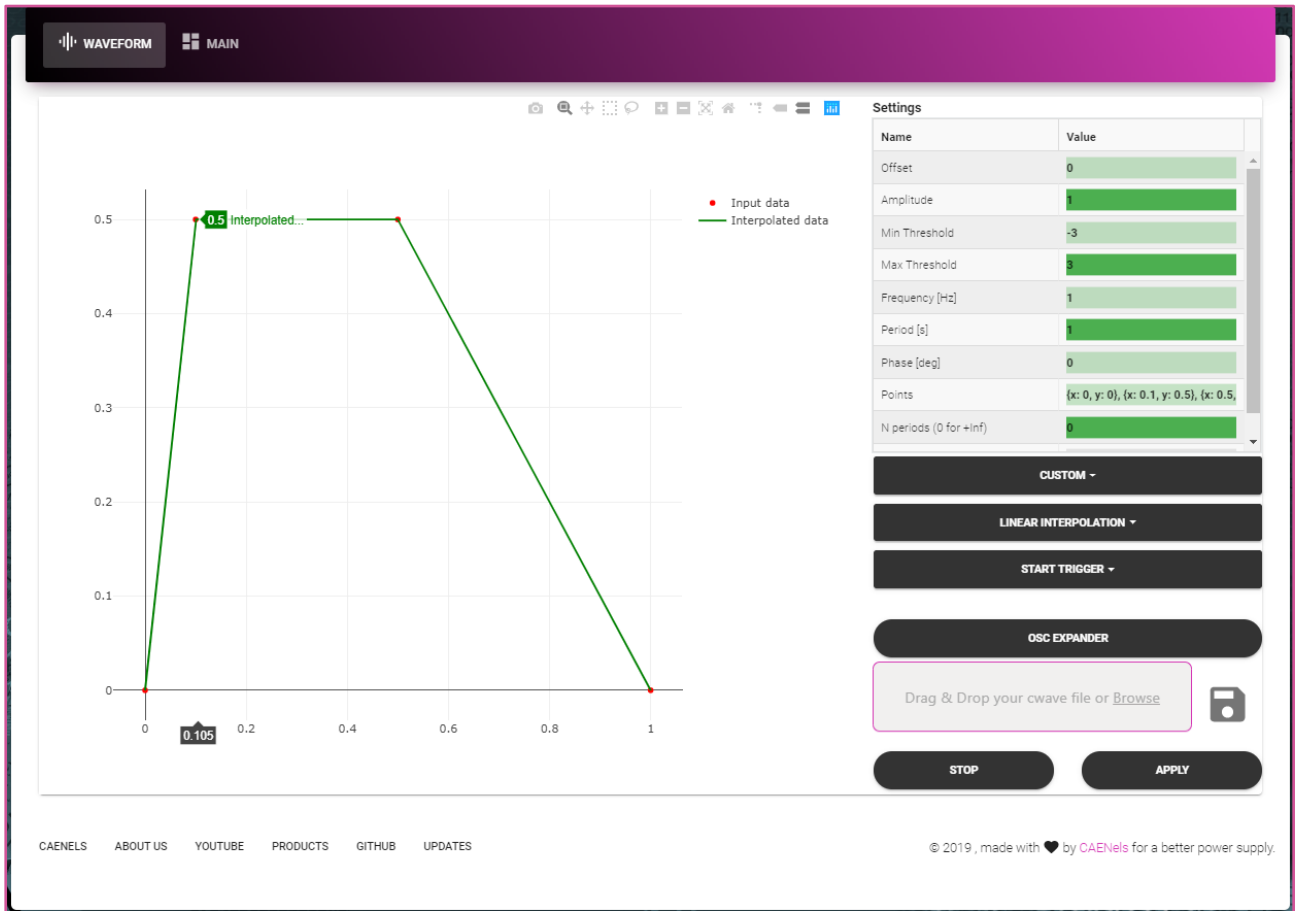 WAVEFORM
MAIN
Settings
Name Value
Offset 0
Amplitude 1
Min Threshold -3
Max Threshold 3
Frequency [Hz] 1
Period [s] 1
Phase [deg] 0
Points {x: 0, y: 0}, {x: 0.1, y: 0.5}, {x: 0.5,
N periods (0 for +Inf) 0
Input data
Interpolated data
0.5
0.5 Interpolated...
0.4
0.3
0.2
0.1
0
0 0.2 0.4 0.6 0.8 1
0.105
CUSTOM
LINEAR INTERPOLATION
START TRIGGER
OSC EXPANDER
Drag & Drop your cwave file or Browse
STOP
APPLY
CAENELS ABOUT US YOUTUBE PRODUCTS GITHUB UPDATES
© 2019 , made with ♥ by CAENels for a better power supply.